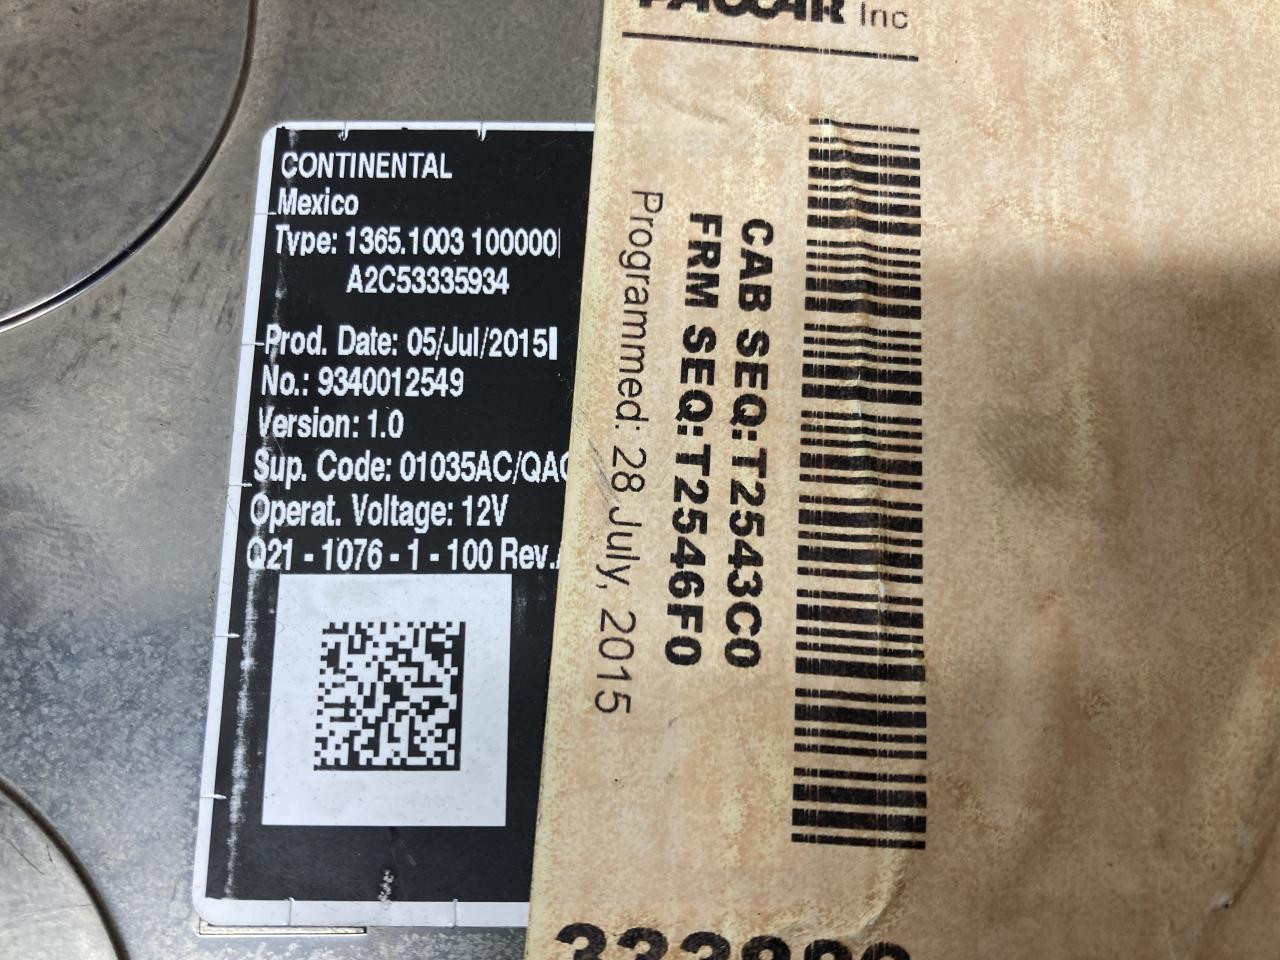 CONTINENTAL
Mexico
Type: 1365.1003 100000
A2C53335934
Prod. Date: 05/Jul/2015
No.: 9340012549
Version: 1.0
Sup. Code: 01035AC/QAC
Operat. Voltage: 12V
Q21 - 1076 - 1 - 100 Rev.
PACCAR Inc
CAB SEQ:T2543C0
FRM SEQ:T2546F0
Programmed: 28 July, 2015